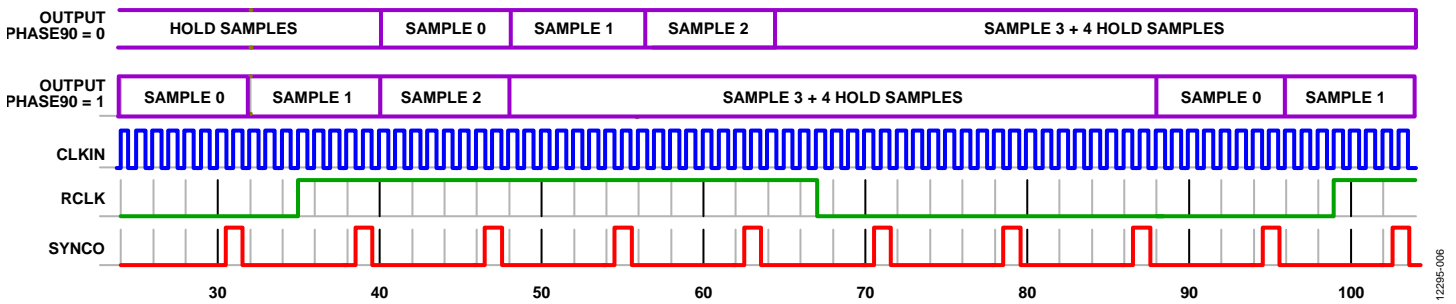 OUTPUT
PHASE90 = 0
HOLD SAMPLES
SAMPLE 0
SAMPLE 1
SAMPLE 2
SAMPLE 3 + 4 HOLD SAMPLES
OUTPUT
PHASE90 = 1
SAMPLE 0
SAMPLE 1
SAMPLE 2
SAMPLE 3 + 4 HOLD SAMPLES
SAMPLE 0
SAMPLE 1
CLKIN
RCLK
SYNCO
30
40
50
60
70
80
90
100
12295-006